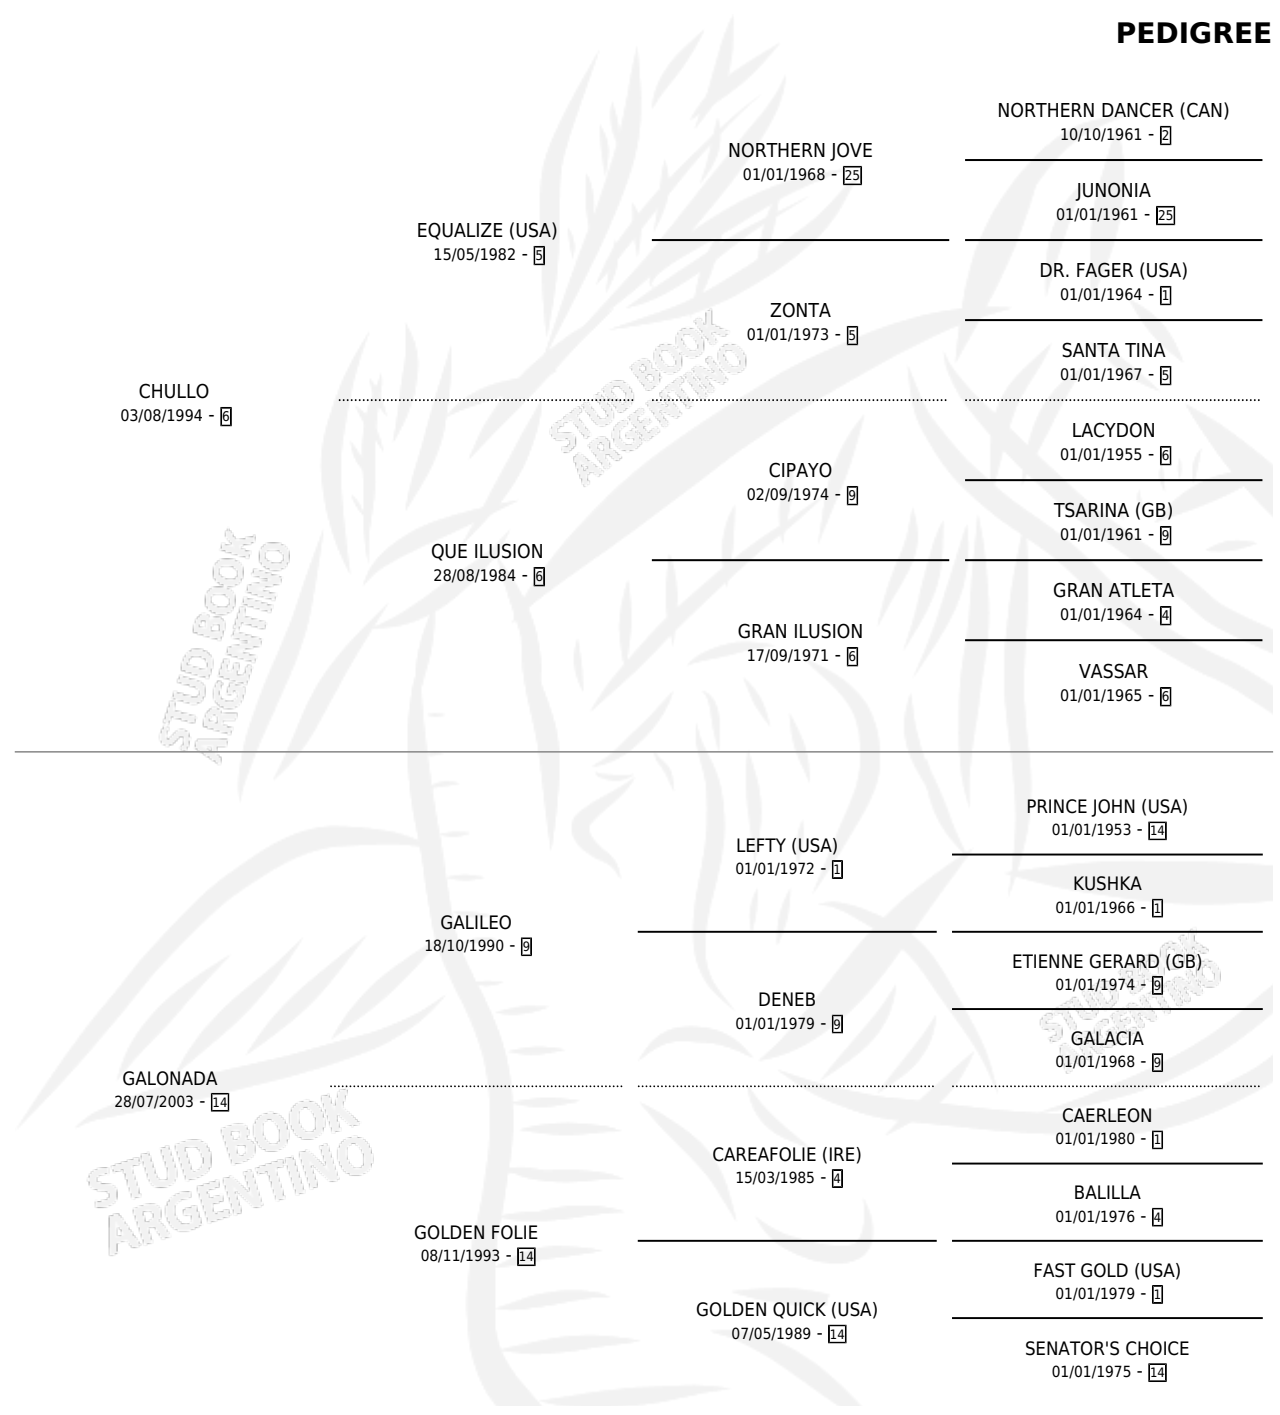 PEDIGREE
NORTHERN DANCER (CAN)
10/10/1961 - 2
NORTHERN JOVE
01/01/1968 - 25
JUNONIA
01/01/1961 - 25
EQUALIZE (USA)
15/05/1982 - 5
DR. FAGER (USA)
01/01/1964 - 1
ZONTA
01/01/1973 - 5
SANTA TINA
01/01/1967 - 5
CHULLO
03/08/1994 - 6
LACYDON
01/01/1955 - 6
CIPAYO
02/09/1974 - 9
TSARINA (GB)
01/01/1961 - 9
QUE ILUSION
28/08/1984 - 6
GRAN ATLETA
01/01/1964 - 4
GRAN ILUSION
17/09/1971 - 6
VASSAR
01/01/1965 - 6
STUD BOOK
ARGENTINO
STUD BOOK
ARGENTINO
PRINCE JOHN (USA)
01/01/1953 - 14
LEFTY (USA)
01/01/1972 - 1
KUSHKA
01/01/1966 - 1
GALILEO
18/10/1990 - 9
ETIENNE GERARD (GB)
01/01/1974 - 9
DENEB
01/01/1979 - 9
GALACIA
01/01/1968 - 9
STUD BOOK
ARGENTINO
GALONADA
28/07/2003 - 14
CAERLEON
01/01/1980 - 1
CAREAFOLIE (IRE)
15/03/1985 - 4
BALILLA
01/01/1976 - 4
STUD BOOK
ARGENTINO
GOLDEN FOLIE
08/11/1993 - 14
FAST GOLD (USA)
01/01/1979 - 1
GOLDEN QUICK (USA)
07/05/1989 - 14
SENATOR'S CHOICE
01/01/1975 - 14